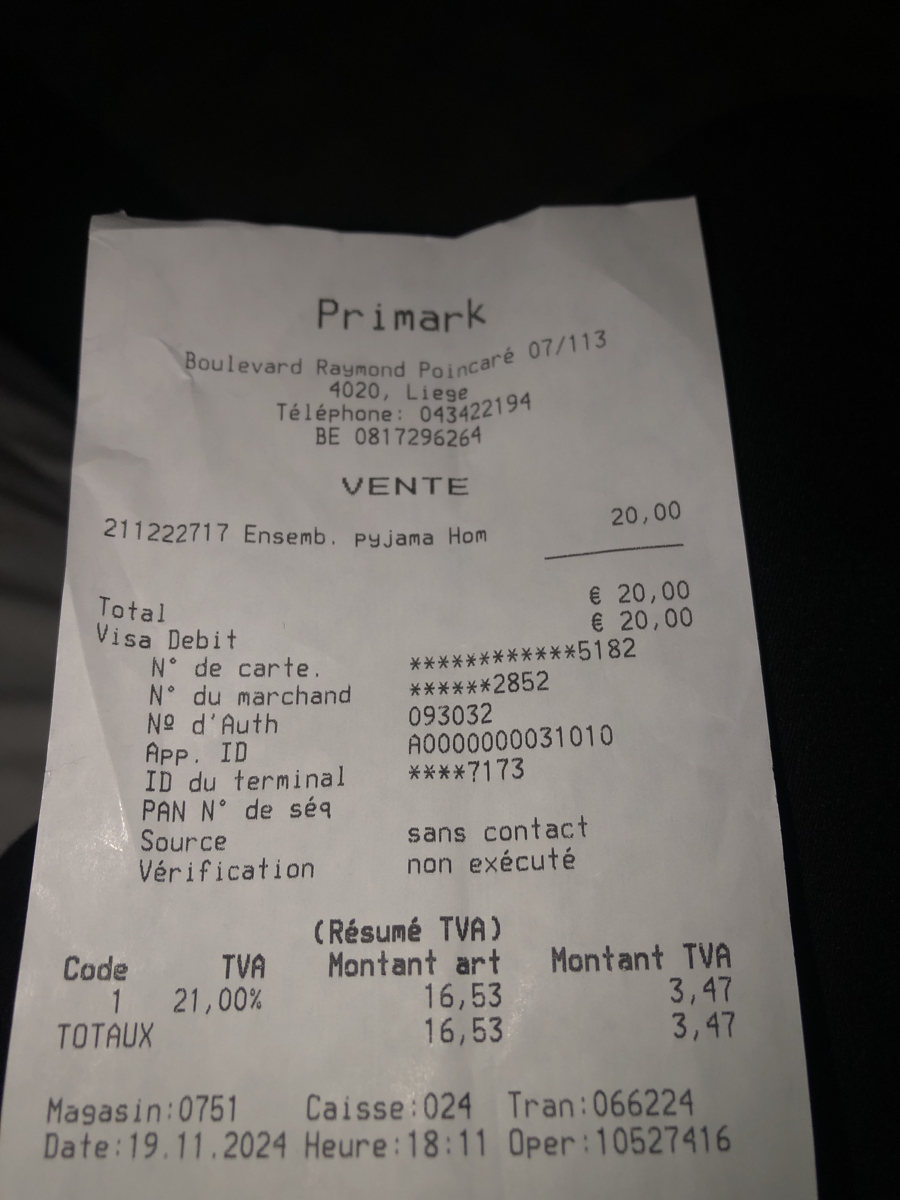 Primark
Boulevard Raymond Poincaré 07/113
4020, Liege
Téléphone: 043422194
BE 0817296264
VENTE
211222717 Ensemb. pyjama Hom 20,00
Total € 20,00
Visa Debit € 20,00
N° de carte. ************5182
N° du marchand ******2852
Nº d'Auth 093032
App. ID A0000000031010
ID du terminal ****7173
PAN N° de séq
Source sans contact
Vérification non exécuté
(Résumé TVA)
Code TVA Montant art Montant TVA
1 21,00% 16,53 3,47
TOTAUX 16,53 3,47
Magasin:0751 Caisse:024 Tran:066224
Date:19.11.2024 Heure:18:11 Oper:10527416